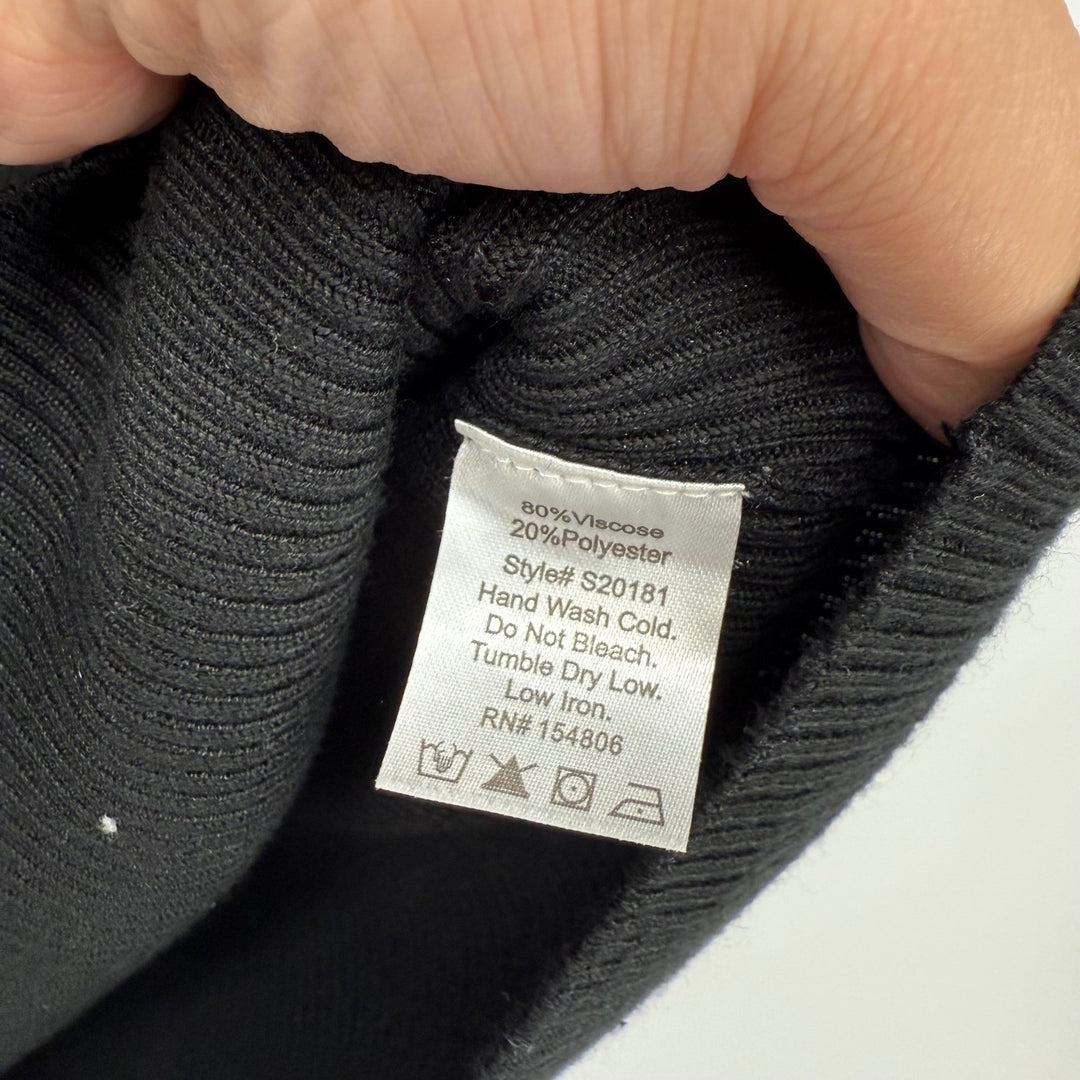 80%Viscose
20%Polyester
Style# S20181
Hand Wash Cold.
Do Not Bleach.
Tumble Dry Low.
Low Iron.
RN# 154806